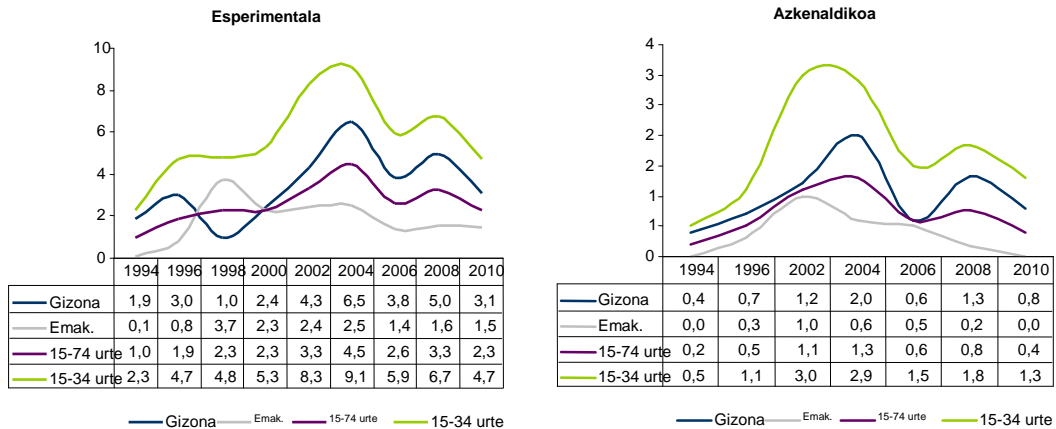 Esperimentala
10
8
6
4
2
0
1994 1996 1998 2000 2002 2004 2006 2008 2010
Gizona 1,9 3,0 1,0 2,4 4,3 6,5 3,8 5,0 3,1
Emak. 0,1 0,8 3,7 2,3 2,4 2,5 1,4 1,6 1,5
15-74 urte 1,0 1,9 2,3 2,3 3,3 4,5 2,6 3,3 2,3
15-34 urte 2,3 4,7 4,8 5,3 8,3 9,1 5,9 6,7 4,7
Gizona Emak. 15-74 urte 15-34 urte
Azkenaldikoa
4
3
3
2
2
1
1
0
1994 1996 2002 2004 2006 2008 2010
Gizona 0,4 0,7 1,2 2,0 0,6 1,3 0,8
Emak. 0,0 0,3 1,0 0,6 0,5 0,2 0,0
15-74 urte 0,2 0,5 1,1 1,3 0,6 0,8 0,4
15-34 urte 0,5 1,1 3,0 2,9 1,5 1,8 1,3
Gizona Emak. 15-74 urte 15-34 urte